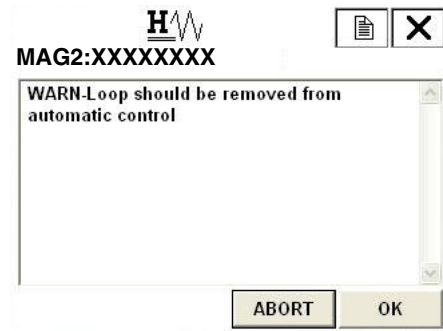 H
MAG2:XXXXXXXX
WARN-Loop should be removed from
automatic control
ABORT
OK